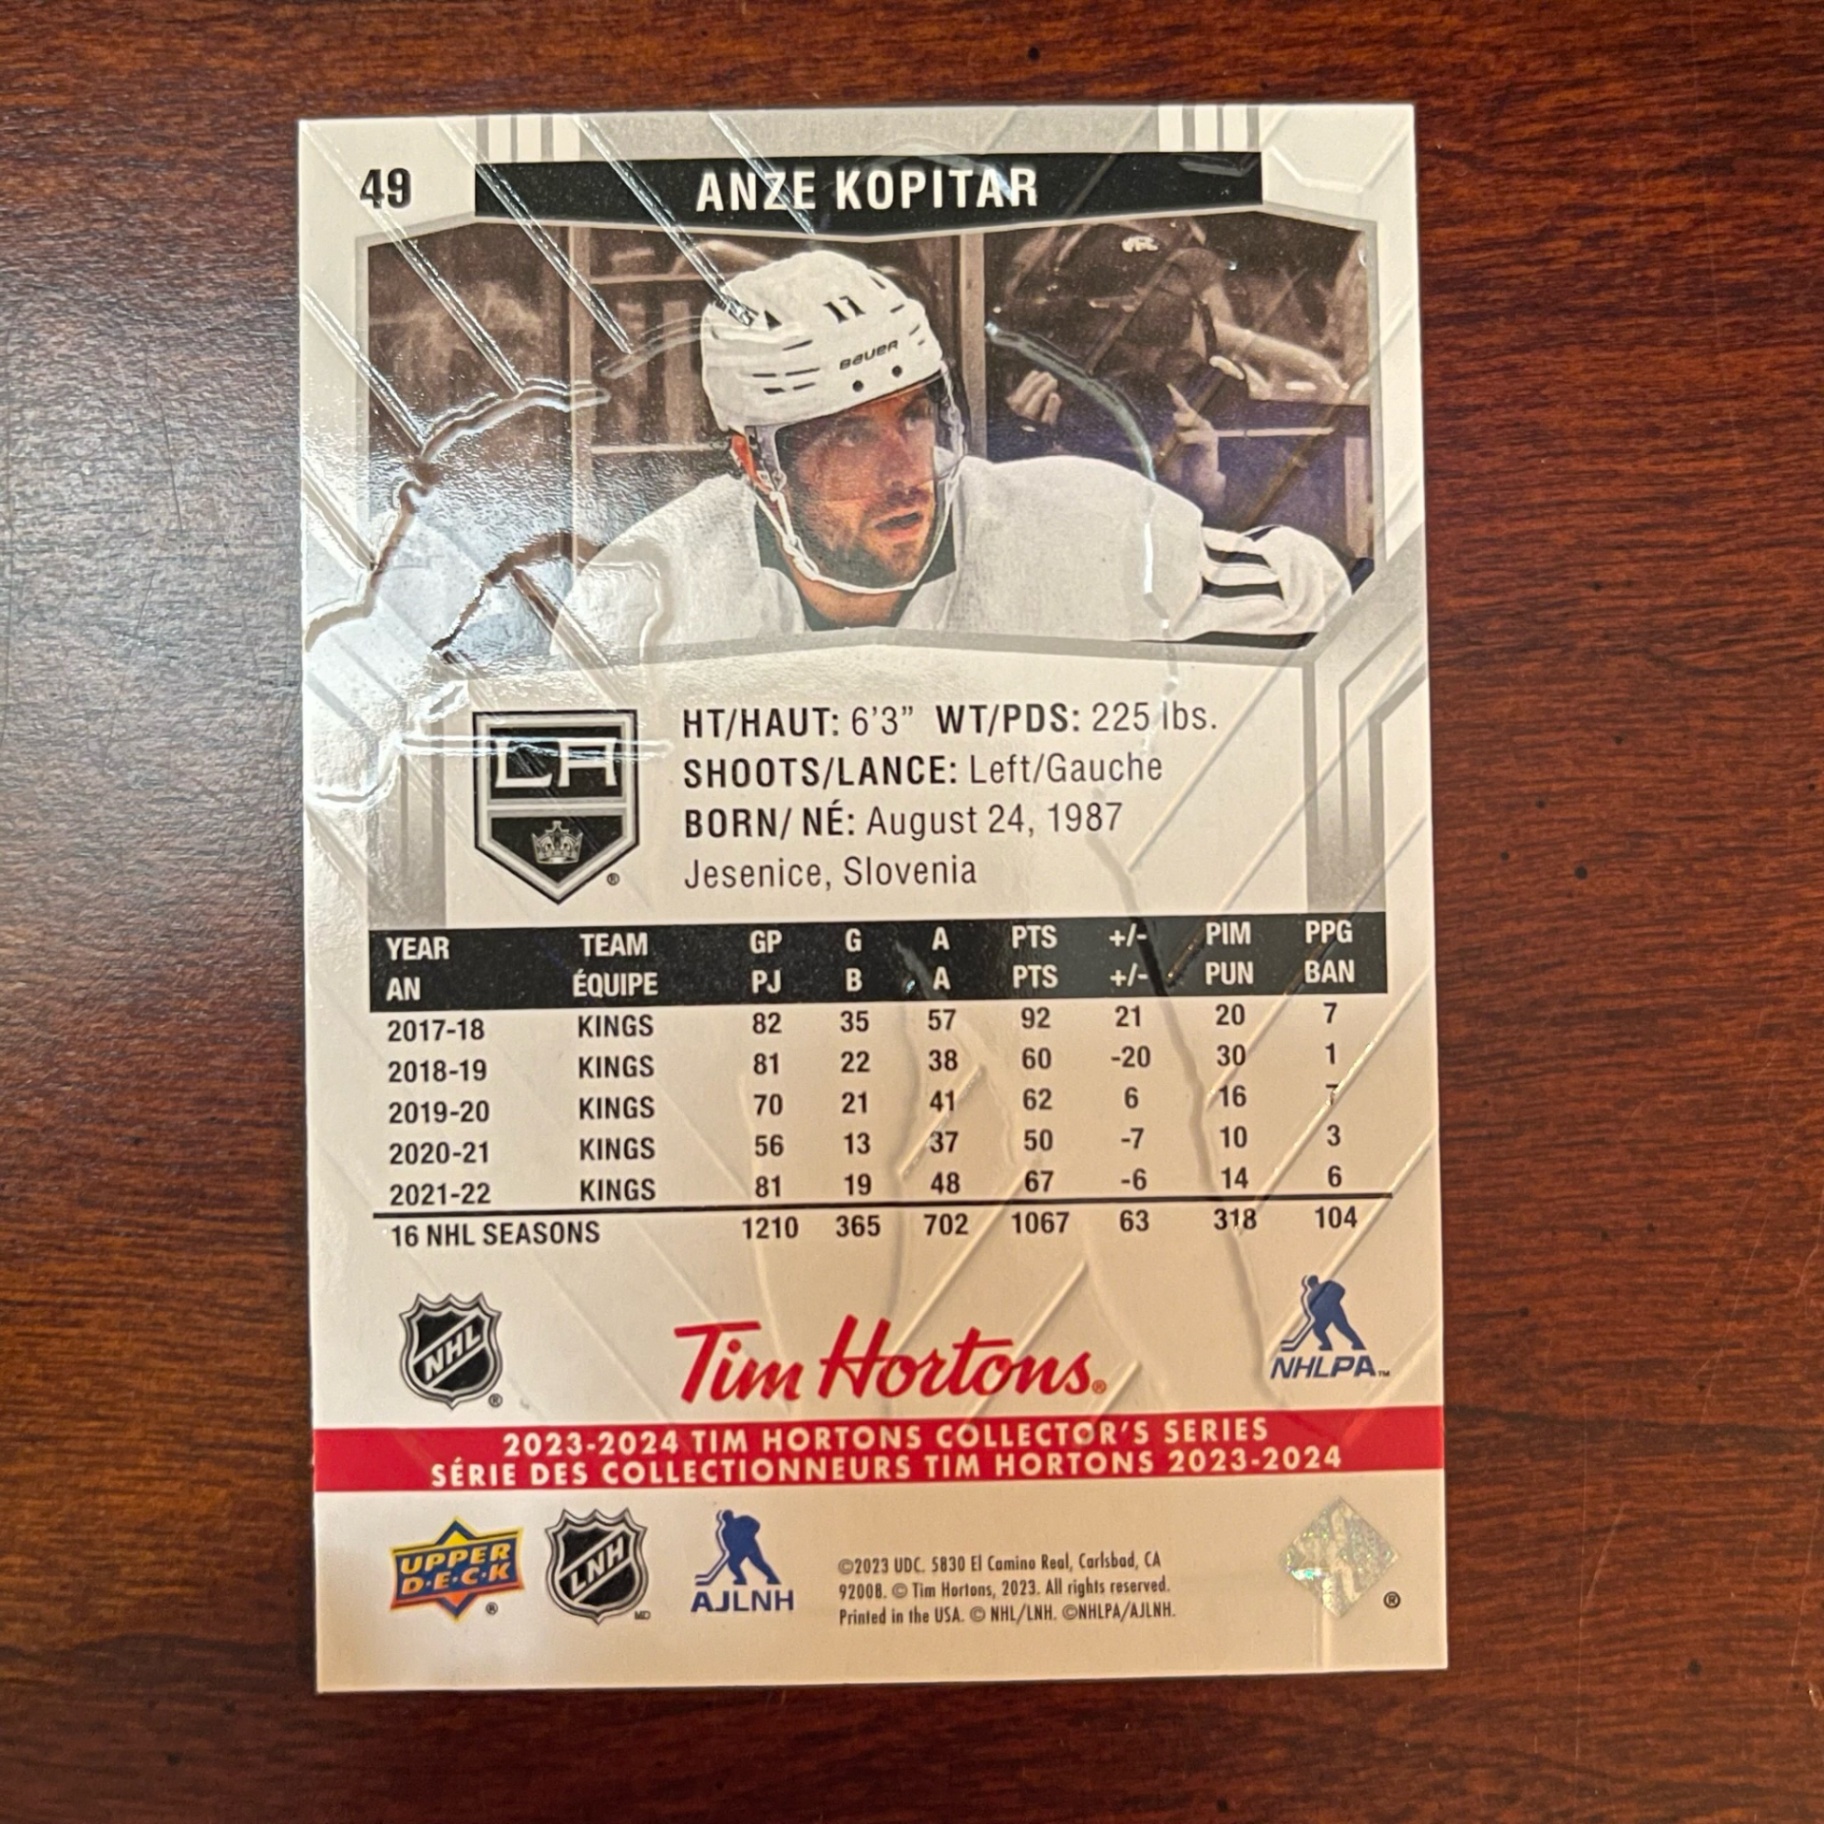 49
ANZE KOPITAR
11
BAUER
HT/HAUT: 6'3" WT/PDS: 225 lbs.
LA
SHOOTS/LANCE: Left/Gauche
BORN/ NÉ: August 24, 1987
Jesenice, Slovenia
®
YEAR TEAM GP G A PTS +/- PIM PPG
AN ÉQUIPE PJ B A PTS +/- PUN BAN
2017-18 KINGS 82 35 57 92 21 20 7
2018-19 KINGS 81 22 38 60 -20 30 1
2019-20 KINGS 70 21 41 62 6 16 7
2020-21 KINGS 56 13 37 50 -7 10 3
2021-22 KINGS 81 19 48 67 -6 14 6
16 NHL SEASONS 1210 365 702 1067 63 318 104
NHL ® Tim Hortons® NHLPA™
2023-2024 TIM HORTONS COLLECTOR'S SERIES
SÉRIE DES COLLECTIONNEURS TIM HORTONS 2023-2024
UPPER
D·E·C·K ®
LNH MD
AJLNH
©2023 UDC. 5830 El Camino Real, Carlsbad, CA
92008. © Tim Hortons, 2023. All rights reserved.
Printed in the USA. © NHL/LNH. ©NHLPA/AJLNH.
®